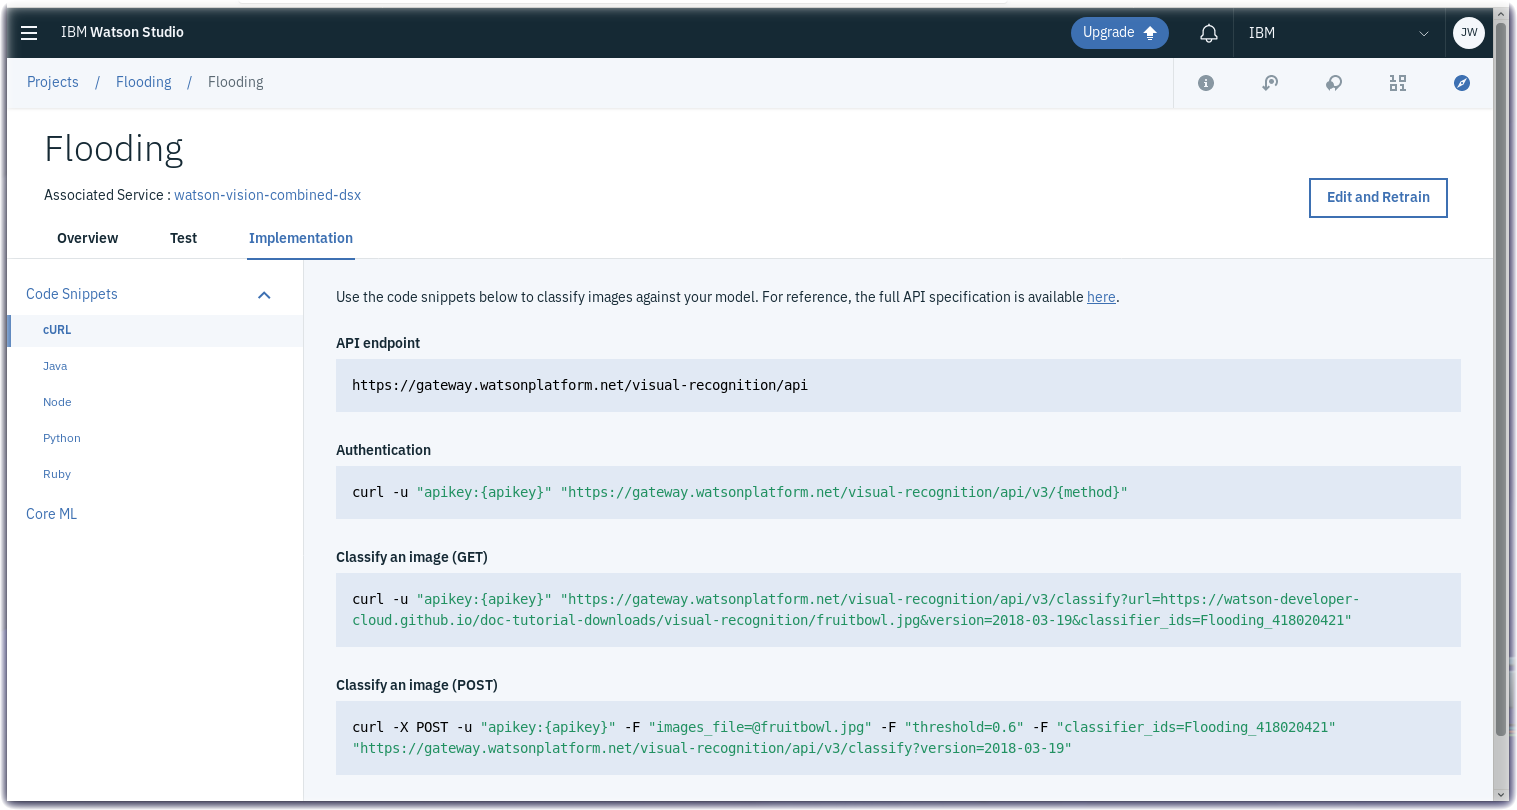 IBM Watson Studio
Upgrade
IBM
JW
Projects / Flooding / Flooding
Flooding
Associated Service : watson-vision-combined-dsx
Edit and Retrain
Overview Test Implementation
Code Snippets
cURL
Java
Node
Python
Ruby
Core ML
Use the code snippets below to classify images against your model. For reference, the full API specification is available here.
API endpoint
https://gateway.watsonplatform.net/visual-recognition/api
Authentication
curl -u "apikey:{apikey}" "https://gateway.watsonplatform.net/visual-recognition/api/v3/{method}"
Classify an image (GET)
curl -u "apikey:{apikey}" "https://gateway.watsonplatform.net/visual-recognition/api/v3/classify?url=https://watson-developer-
cloud.github.io/doc-tutorial-downloads/visual-recognition/fruitbowl.jpg&version=2018-03-19&classifier_ids=Flooding_418020421"
Classify an image (POST)
curl -X POST -u "apikey:{apikey}" -F "images_file=@fruitbowl.jpg" -F "threshold=0.6" -F "classifier_ids=Flooding_418020421"
"https://gateway.watsonplatform.net/visual-recognition/api/v3/classify?version=2018-03-19"